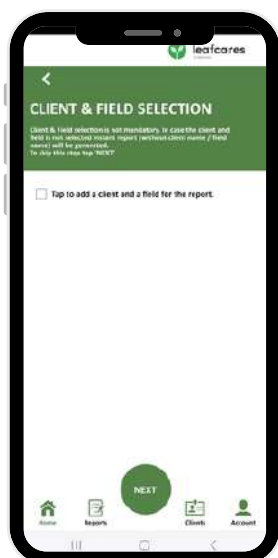 leafcares
CLIENT & FIELD SELECTION
Client & Field selection is not mandatory. In case the client and
field is not selected instant report (without client name / field
name) will be generated.
To skip this step tap 'NEXT'
Tap to add a client and a field for the report.
NEXT
Home Reports Clients Account